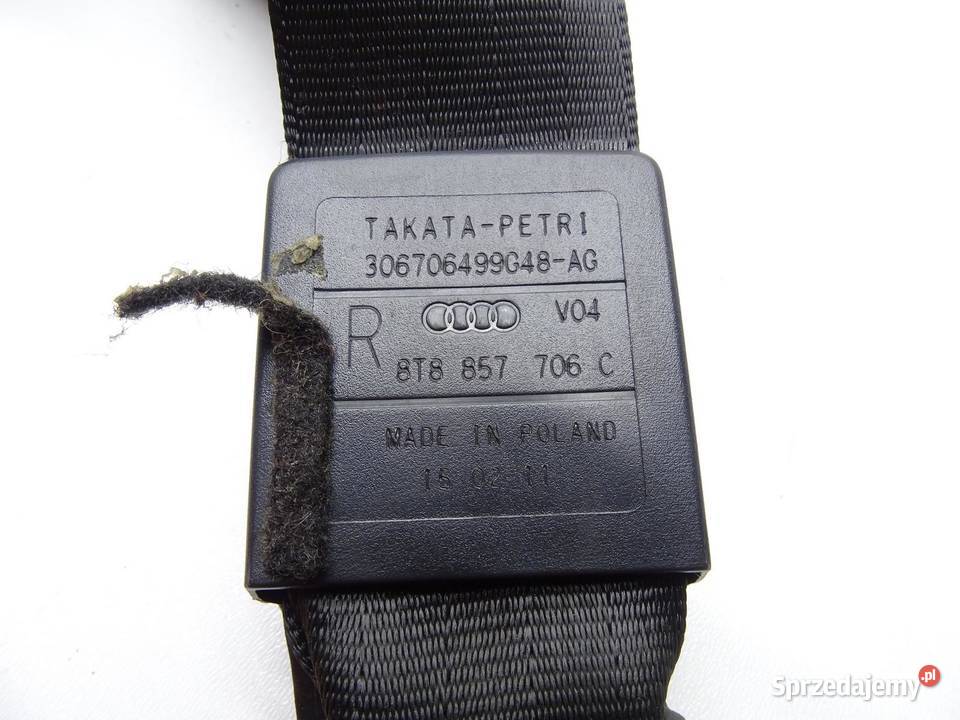 TAKATA-PETRI
306706499G48-AG
R V04
8T8 857 706 C
MADE IN POLAND
15 02 11
Sprzedajemy.pl